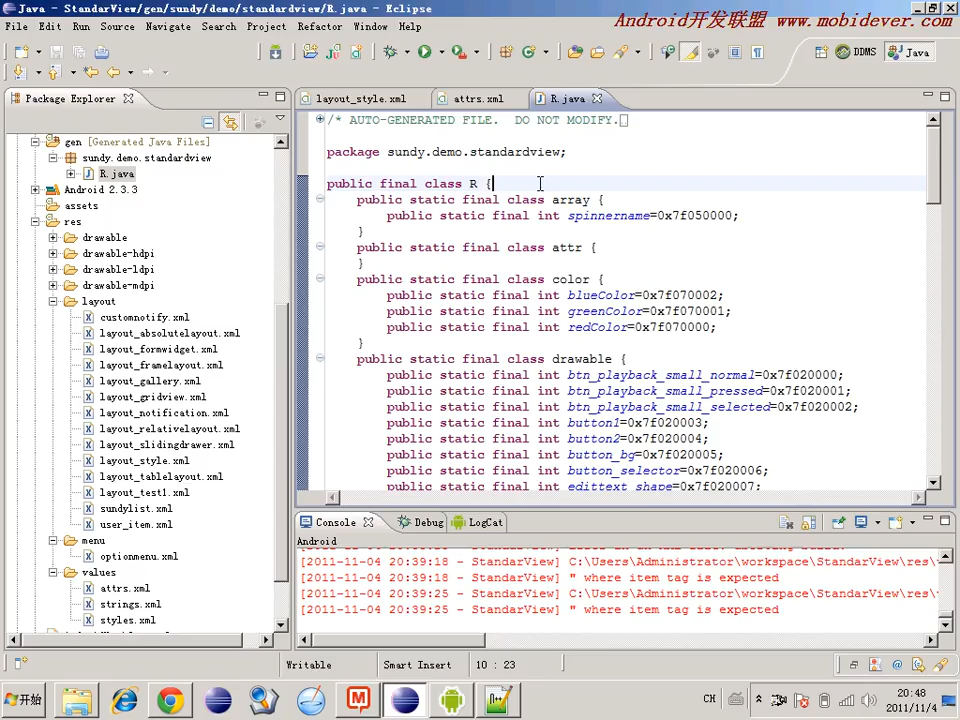 Java - StandarView/gen/sundy/demo/standardview/R.java - Eclipse
Android开发联盟 www.mobidever.com
File Edit Run Source Navigate Search Project Refactor Window Help
DDMS Java
Package Explorer
gen [Generated Java Files]
sundy.demo.standardview
R.java
Android 2.3.3
assets
res
drawable
drawable-hdpi
drawable-ldpi
drawable-mdpi
layout
customnotify.xml
layout_absolutelayout.xml
layout_formwidget.xml
layout_framelayout.xml
layout_gallery.xml
layout_gridview.xml
layout_notification.xml
layout_relativelayout.xml
layout_slidingdrawer.xml
layout_style.xml
layout_tablelayout.xml
layout_test1.xml
sundylist.xml
user_item.xml
menu
optionmenu.xml
values
attrs.xml
strings.xml
styles.xml
layout_style.xml attrs.xml R.java
/* AUTO-GENERATED FILE.  DO NOT MODIFY.
package sundy.demo.standardview;
public final class R {
public static final class array {
public static final int spinnername=0x7f050000;
}
public static final class attr {
}
public static final class color {
public static final int blueColor=0x7f070002;
public static final int greenColor=0x7f070001;
public static final int redColor=0x7f070000;
}
public static final class drawable {
public static final int btn_playback_small_normal=0x7f020000;
public static final int btn_playback_small_pressed=0x7f020001;
public static final int btn_playback_small_selected=0x7f020002;
public static final int button1=0x7f020003;
public static final int button2=0x7f020004;
public static final int button_bg=0x7f020005;
public static final int button_selector=0x7f020006;
public static final int edittext_shape=0x7f020007;
Console Debug LogCat
Android
[2011-11-04 20:39:18 - StandarView] C:\Users\Administrator\workspace\StandarView\res\
[2011-11-04 20:39:18 - StandarView] " where item tag is expected
[2011-11-04 20:39:25 - StandarView] C:\Users\Administrator\workspace\StandarView\res\
[2011-11-04 20:39:25 - StandarView] " where item tag is expected
Writable Smart Insert 10 : 23
开始
CH
20:48
2011/11/4